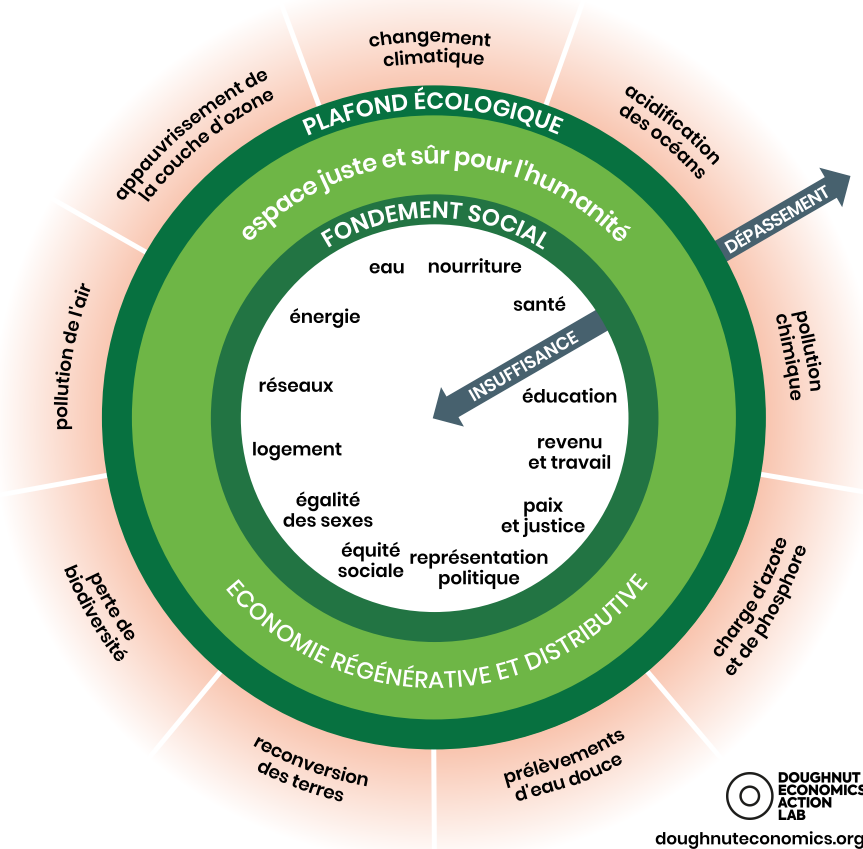 changement
climatique
acidification
des océans
DÉPASSEMENT
pollution
chimique
charge d'azote
et de phosphore
prélèvements
d'eau douce
reconversion
des terres
perte de
biodiversité
pollution de l'air
appauvrissement de
la couche d'ozone
PLAFOND ÉCOLOGIQUE
espace juste et sûr pour l'humanité
FONDEMENT SOCIAL
eau
nourriture
santé
INSUFFISANCE
éducation
revenu
et travail
paix
et justice
représentation
politique
équité
sociale
égalité
des sexes
logement
réseaux
énergie
ECONOMIE RÉGÉNÉRATIVE ET DISTRIBUTIVE
DOUGHNUT
ECONOMICS
ACTION
LAB
doughnuteconomics.org